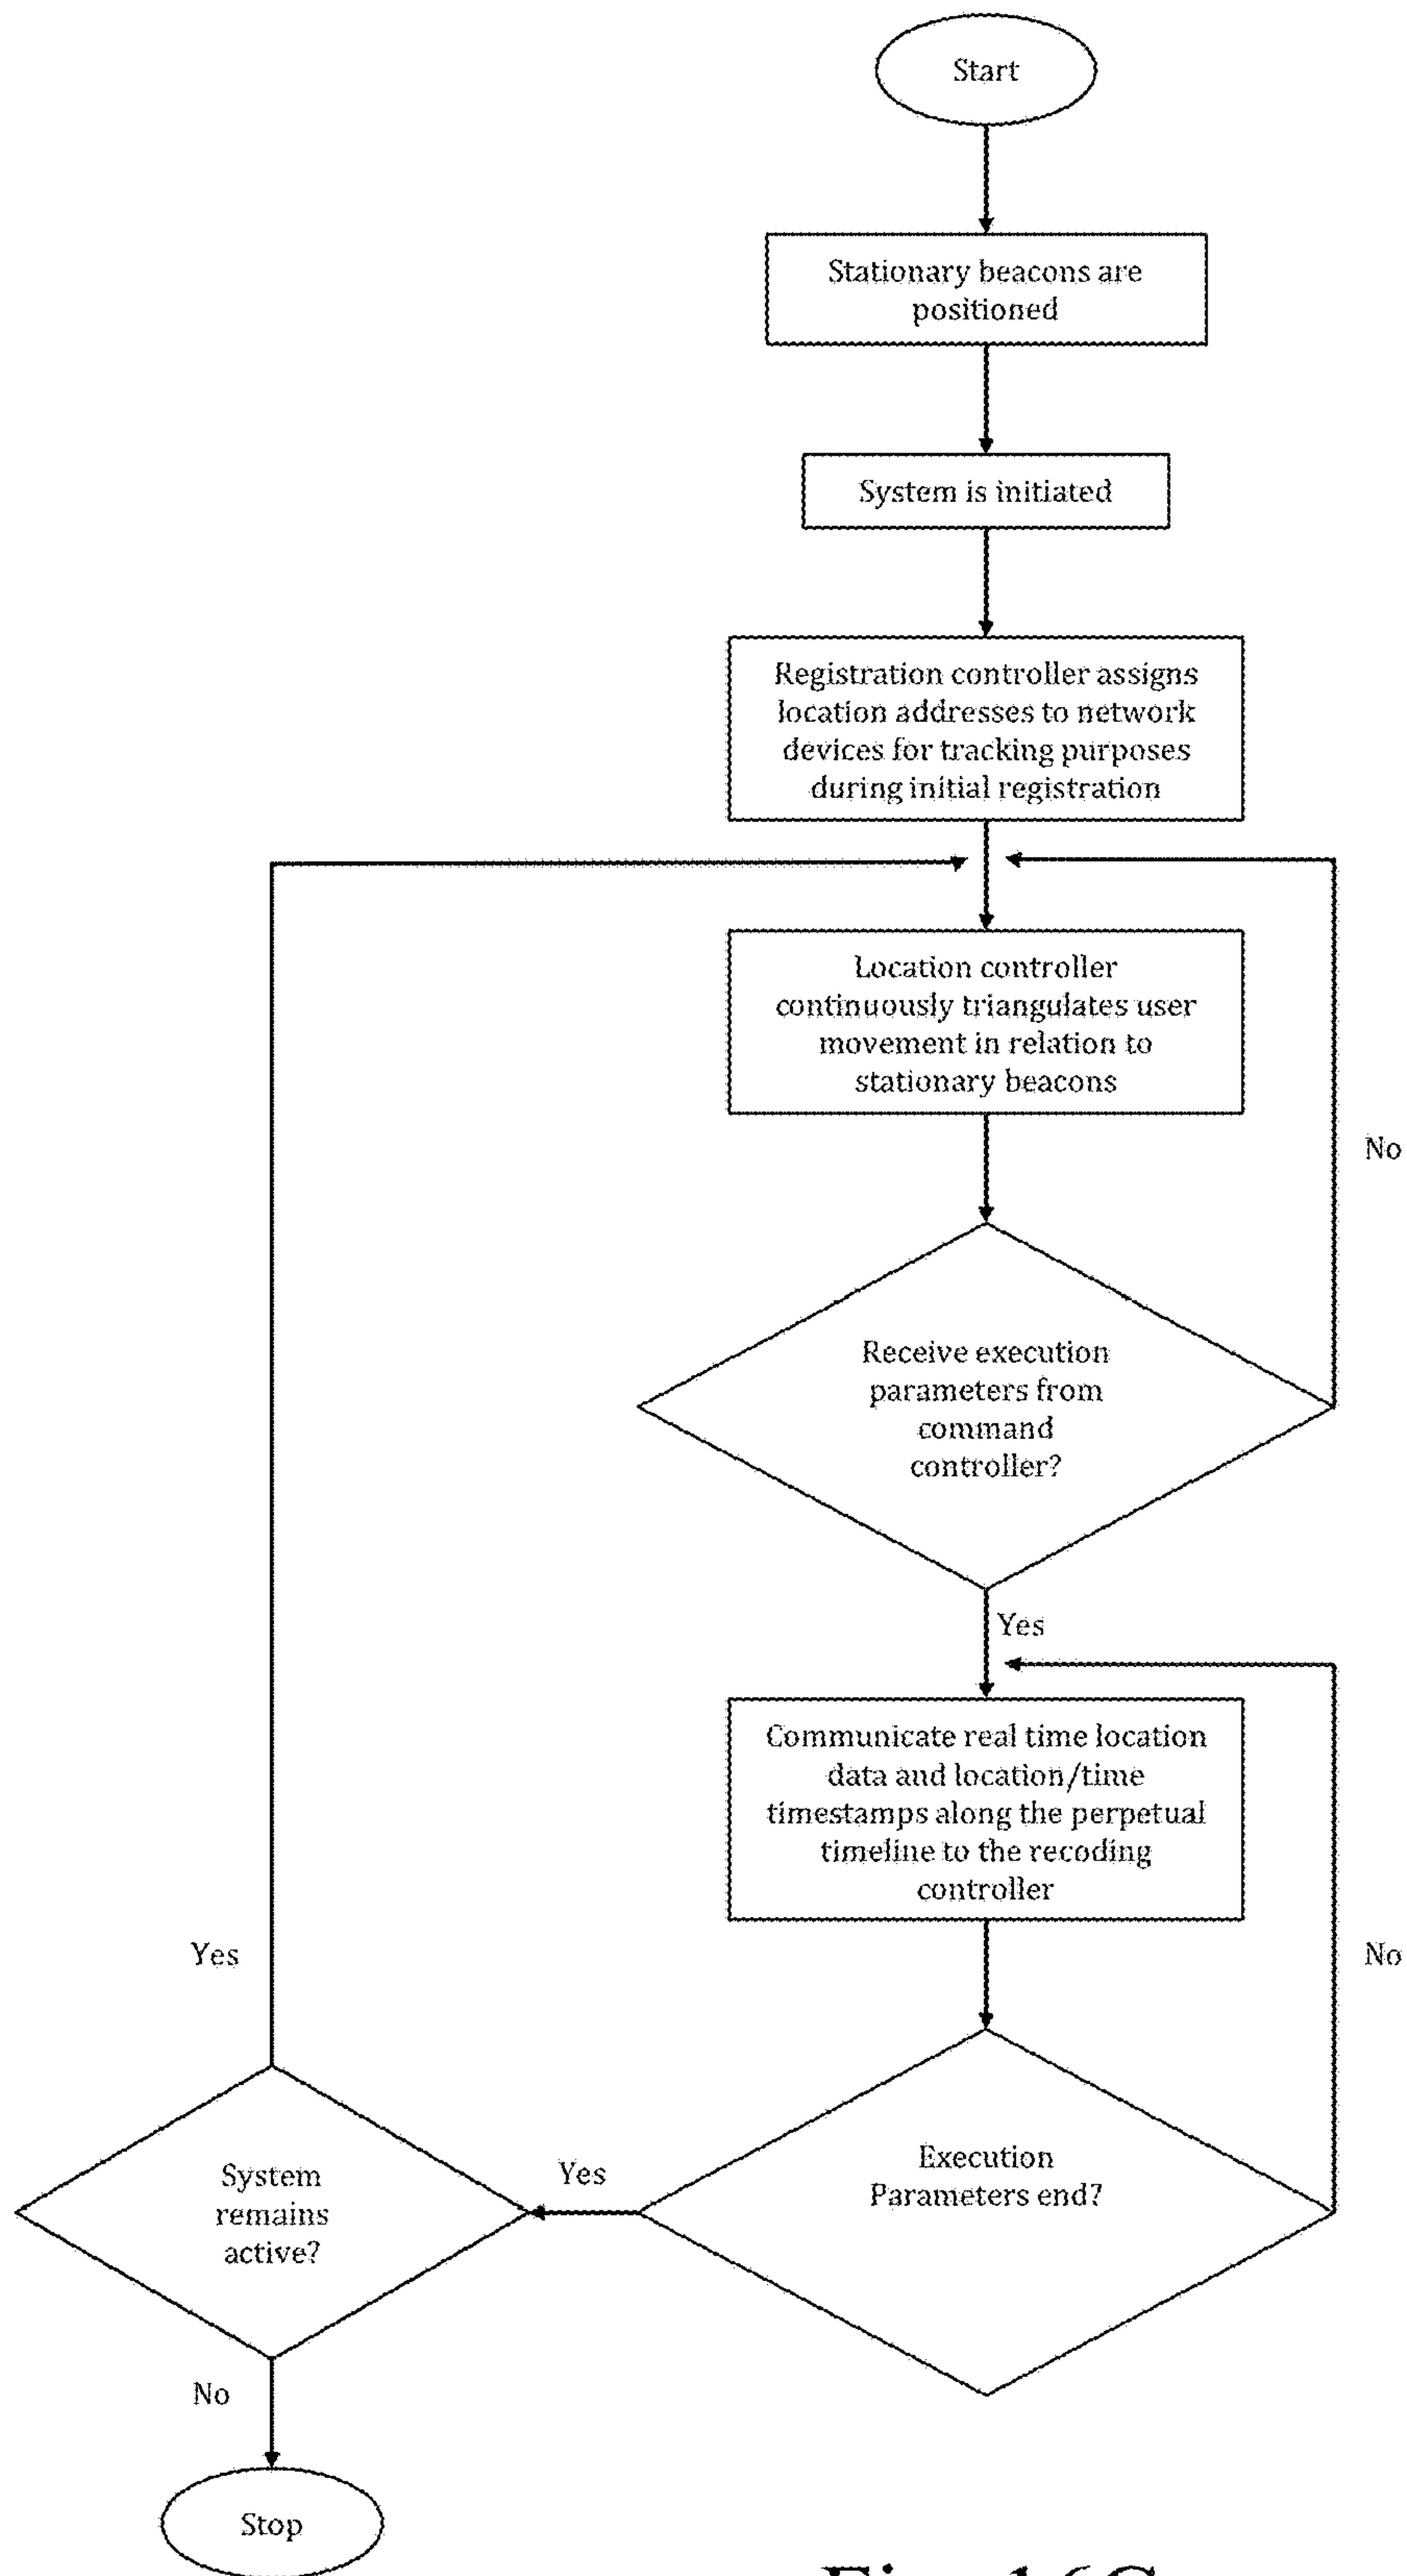 Start
Stationary beacons are
positioned
System is initiated
Registration controller assigns
location addresses to network
devices for tracking purposes
during initial registration
Location controller
continuously triangulates user
movement in relation to
stationary beacons
No
Receive execution
parameters from
command
controller?
Yes
Communicate real time location
data and location/time
timestamps along the perpetual
timeline to the recoding
controller
Yes
No
Execution
Parameters end?
Yes
System
remains
active?
No
Stop